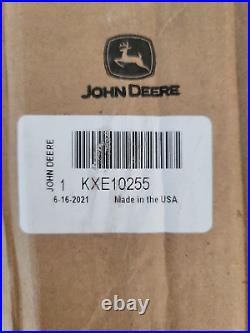 JOHN DEERE
JOHN DEERE
1 KXE10255
6-16-2021 Made in the USA